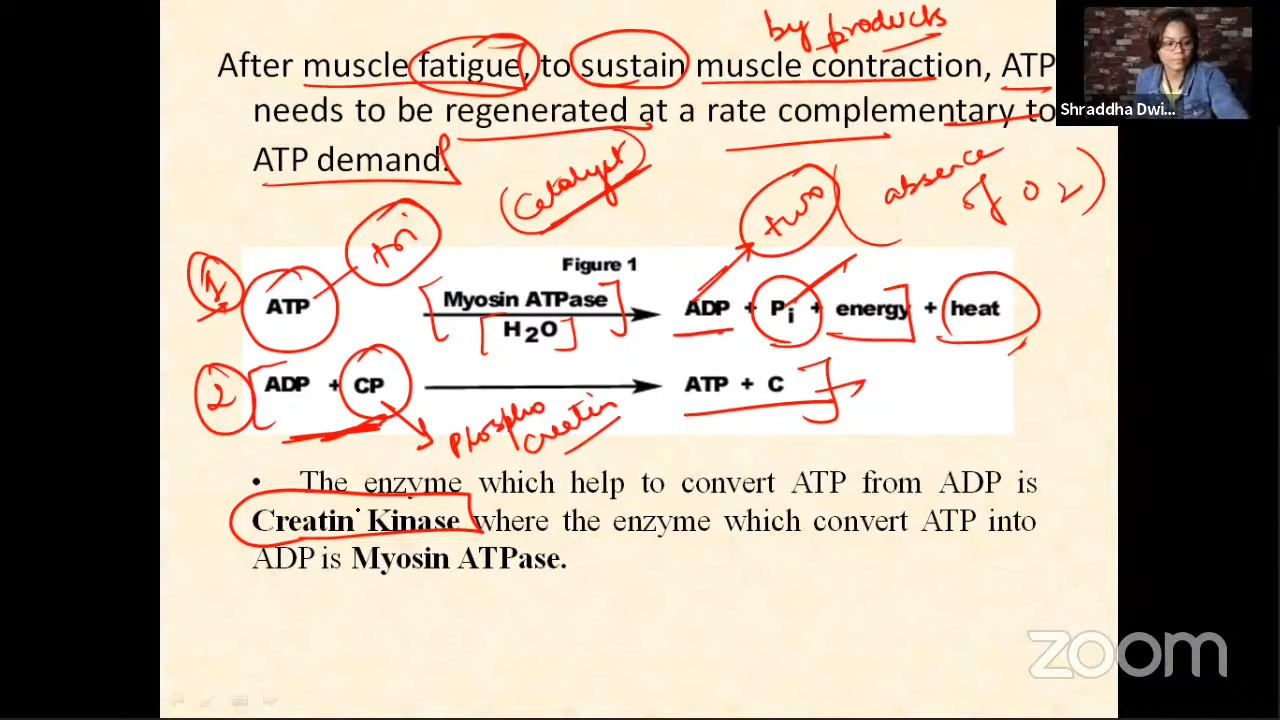 by products
After muscle fatigue, to sustain muscle contraction, ATP
needs to be regenerated at a rate complementary to
ATP demand.
Shraddha Dwi...
Catalyst
two
absence
of O2
1
tri
Figure 1
ATP Myosin ATPase ADP + Pi + energy + heat
H2O
2 ADP + CP ATP + C
phospho
creatin
• The enzyme which help to convert ATP from ADP is
Creatin Kinase where the enzyme which convert ATP into
ADP is Myosin ATPase.
zoom